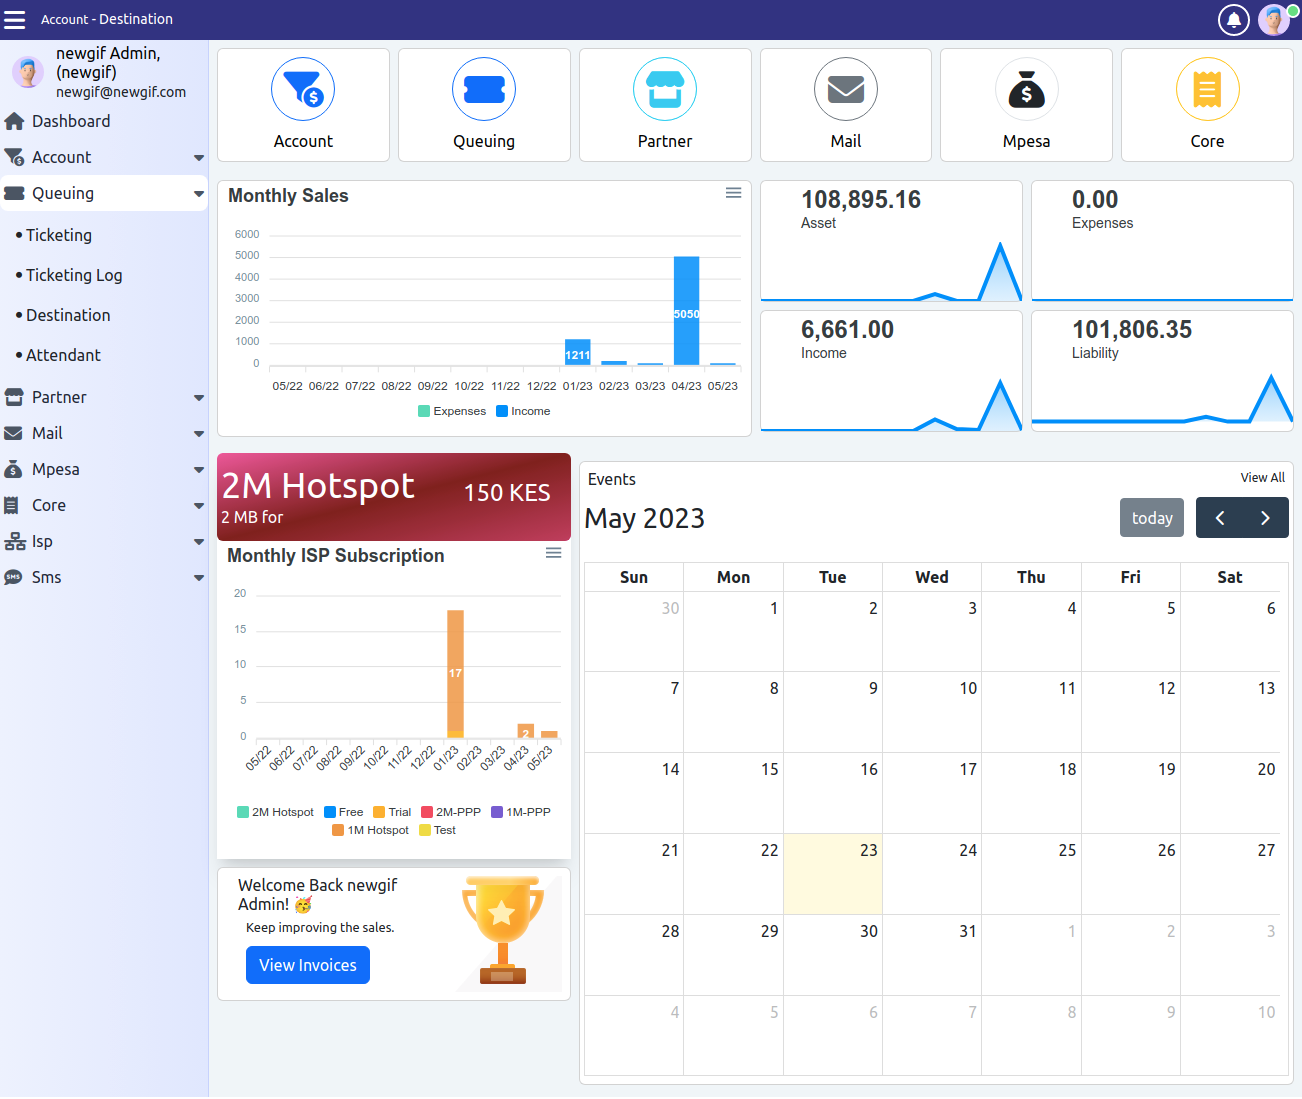 Account - Destination
newgif Admin,
(newgif)
newgif@newgif.com
Dashboard
Account
Queuing
Ticketing
Ticketing Log
Destination
Attendant
Partner
Mail
Mpesa
Core
Isp
SMS Sms
Account
Queuing
Partner
Mail
Mpesa
Core
Monthly Sales
6000
5000
4000
3000
2000
1000
0
1211
5050
05/22 06/22 07/22 08/22 09/22 10/22 11/22 12/22 01/23 02/23 03/23 04/23 05/23
Expenses Income
108,895.16
Asset
0.00
Expenses
6,661.00
Income
101,806.35
Liability
2M Hotspot
150 KES
2 MB for
Monthly ISP Subscription
20
15
10
5
0
17
2
05/22 06/22 07/22 08/22 09/22 10/22 11/22 12/22 01/23 02/23 03/23 04/23 05/23
2M Hotspot Free Trial 2M-PPP 1M-PPP
1M Hotspot Test
Welcome Back newgif
Admin! 🥳
Keep improving the sales.
View Invoices
Events
View All
May 2023
today
Sun Mon Tue Wed Thu Fri Sat
30 1 2 3 4 5 6
7 8 9 10 11 12 13
14 15 16 17 18 19 20
21 22 23 24 25 26 27
28 29 30 31 1 2 3
4 5 6 7 8 9 10